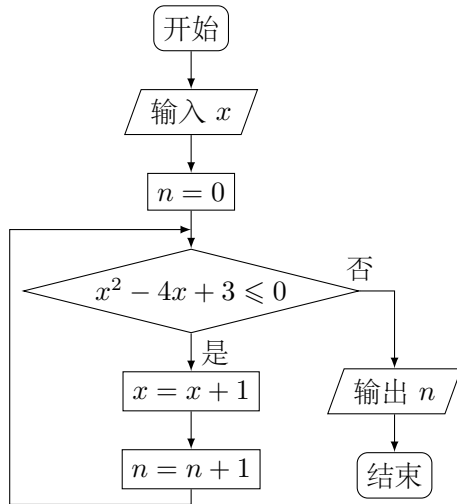 开始
输入 x
n = 0
x² − 4x + 3 ⩽ 0
否
是
x = x + 1
输出 n
n = n + 1
结束